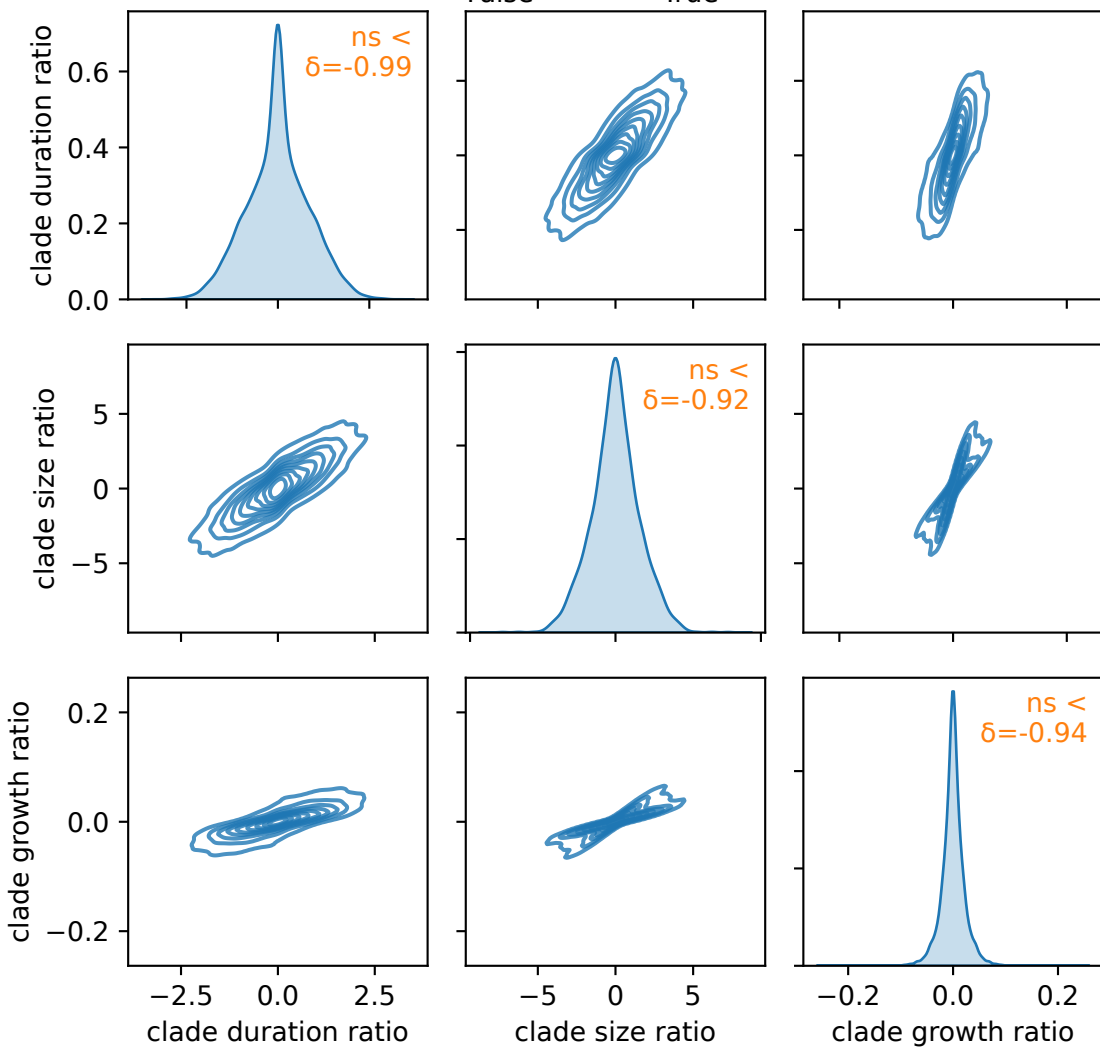 True
clade duration ratio
0.6
0.4
0.2
0.0
ns <
δ=-0.99
clade size ratio
5
0
−5
ns <
δ=-0.92
clade growth ratio
0.2
0.0
−0.2
ns <
δ=-0.94
−2.5
0.0
2.5
−5
0
5
−0.2
0.0
0.2
clade duration ratio
clade size ratio
clade growth ratio